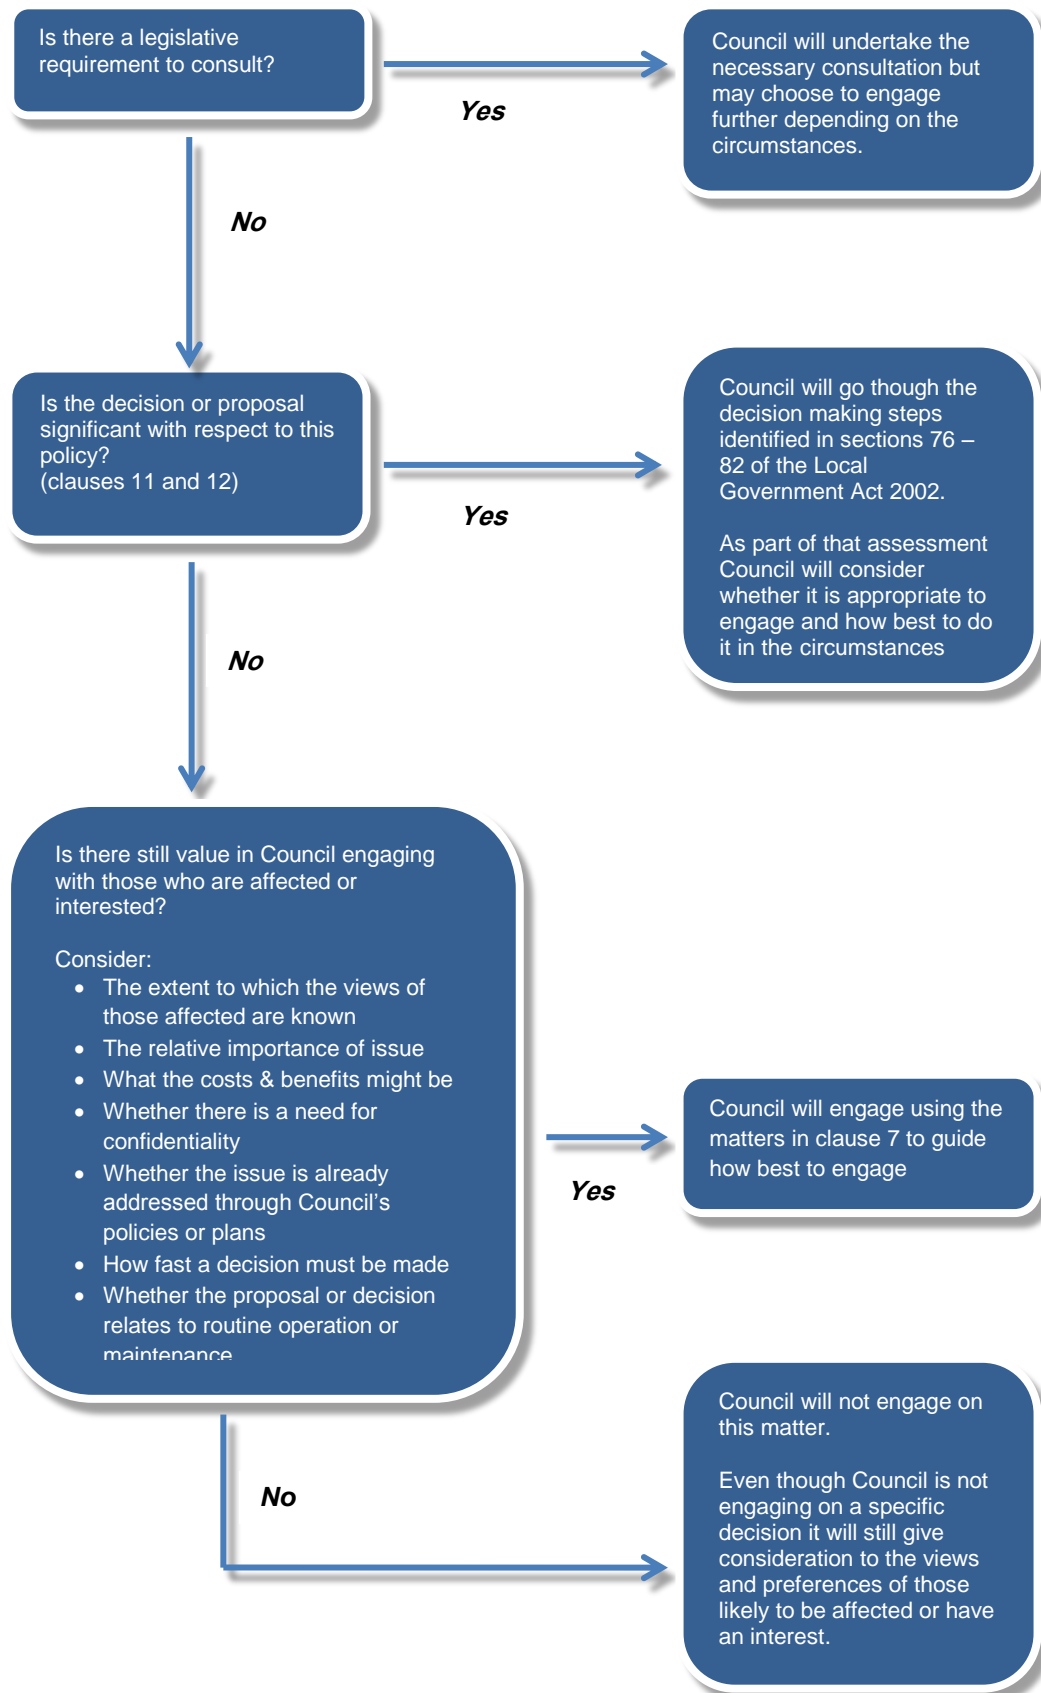 Is there a legislative
requirement to consult?
Yes
Council will undertake the
necessary consultation but
may choose to engage
further depending on the
circumstances.
No
Is the decision or proposal
significant with respect to this
policy?
(clauses 11 and 12)
Yes
Council will go though the
decision making steps
identified in sections 76 –
82 of the Local
Government Act 2002.
As part of that assessment
Council will consider
whether it is appropriate to
engage and how best to do
it in the circumstances
No
Is there still value in Council engaging
with those who are affected or
interested?
Consider:
• The extent to which the views of
those affected are known
• The relative importance of issue
• What the costs & benefits might be
• Whether there is a need for
confidentiality
• Whether the issue is already
addressed through Council’s
policies or plans
• How fast a decision must be made
• Whether the proposal or decision
relates to routine operation or
maintenance
Yes
Council will engage using the
matters in clause 7 to guide
how best to engage
No
Council will not engage on
this matter.
Even though Council is not
engaging on a specific
decision it will still give
consideration to the views
and preferences of those
likely to be affected or have
an interest.